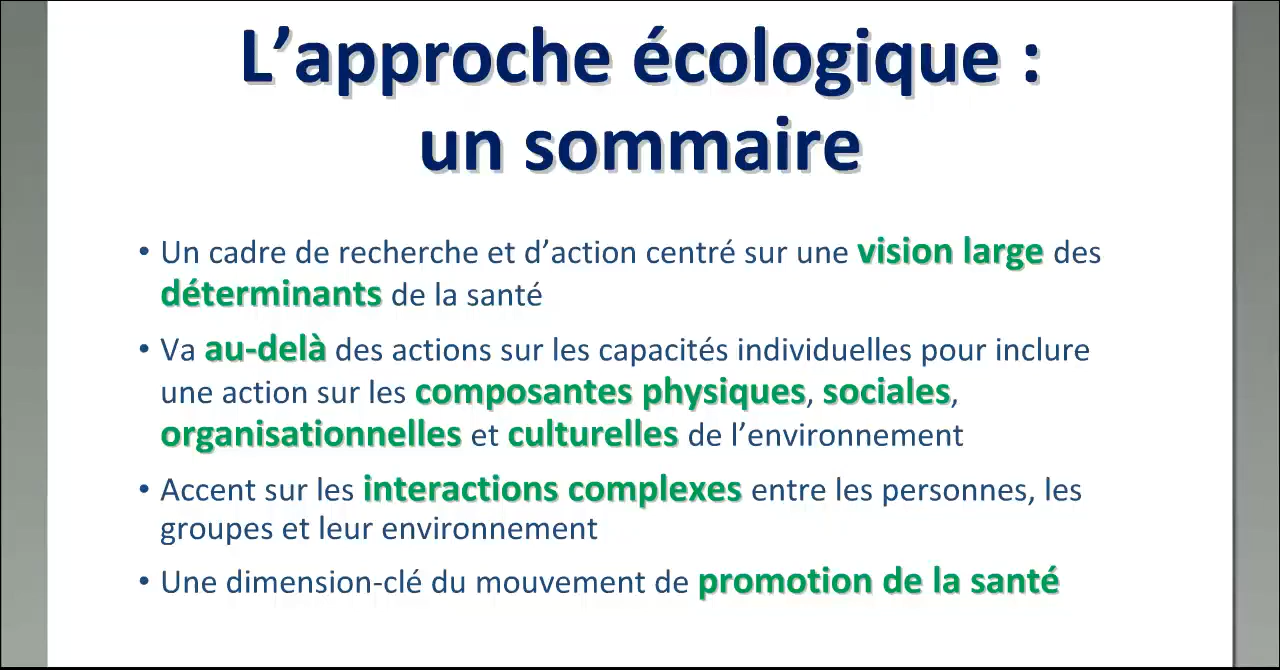 L’approche écologique :
un sommaire
• Un cadre de recherche et d’action centré sur une vision large des
déterminants de la santé
• Va au-delà des actions sur les capacités individuelles pour inclure
une action sur les composantes physiques, sociales,
organisationnelles et culturelles de l’environnement
• Accent sur les interactions complexes entre les personnes, les
groupes et leur environnement
• Une dimension-clé du mouvement de promotion de la santé